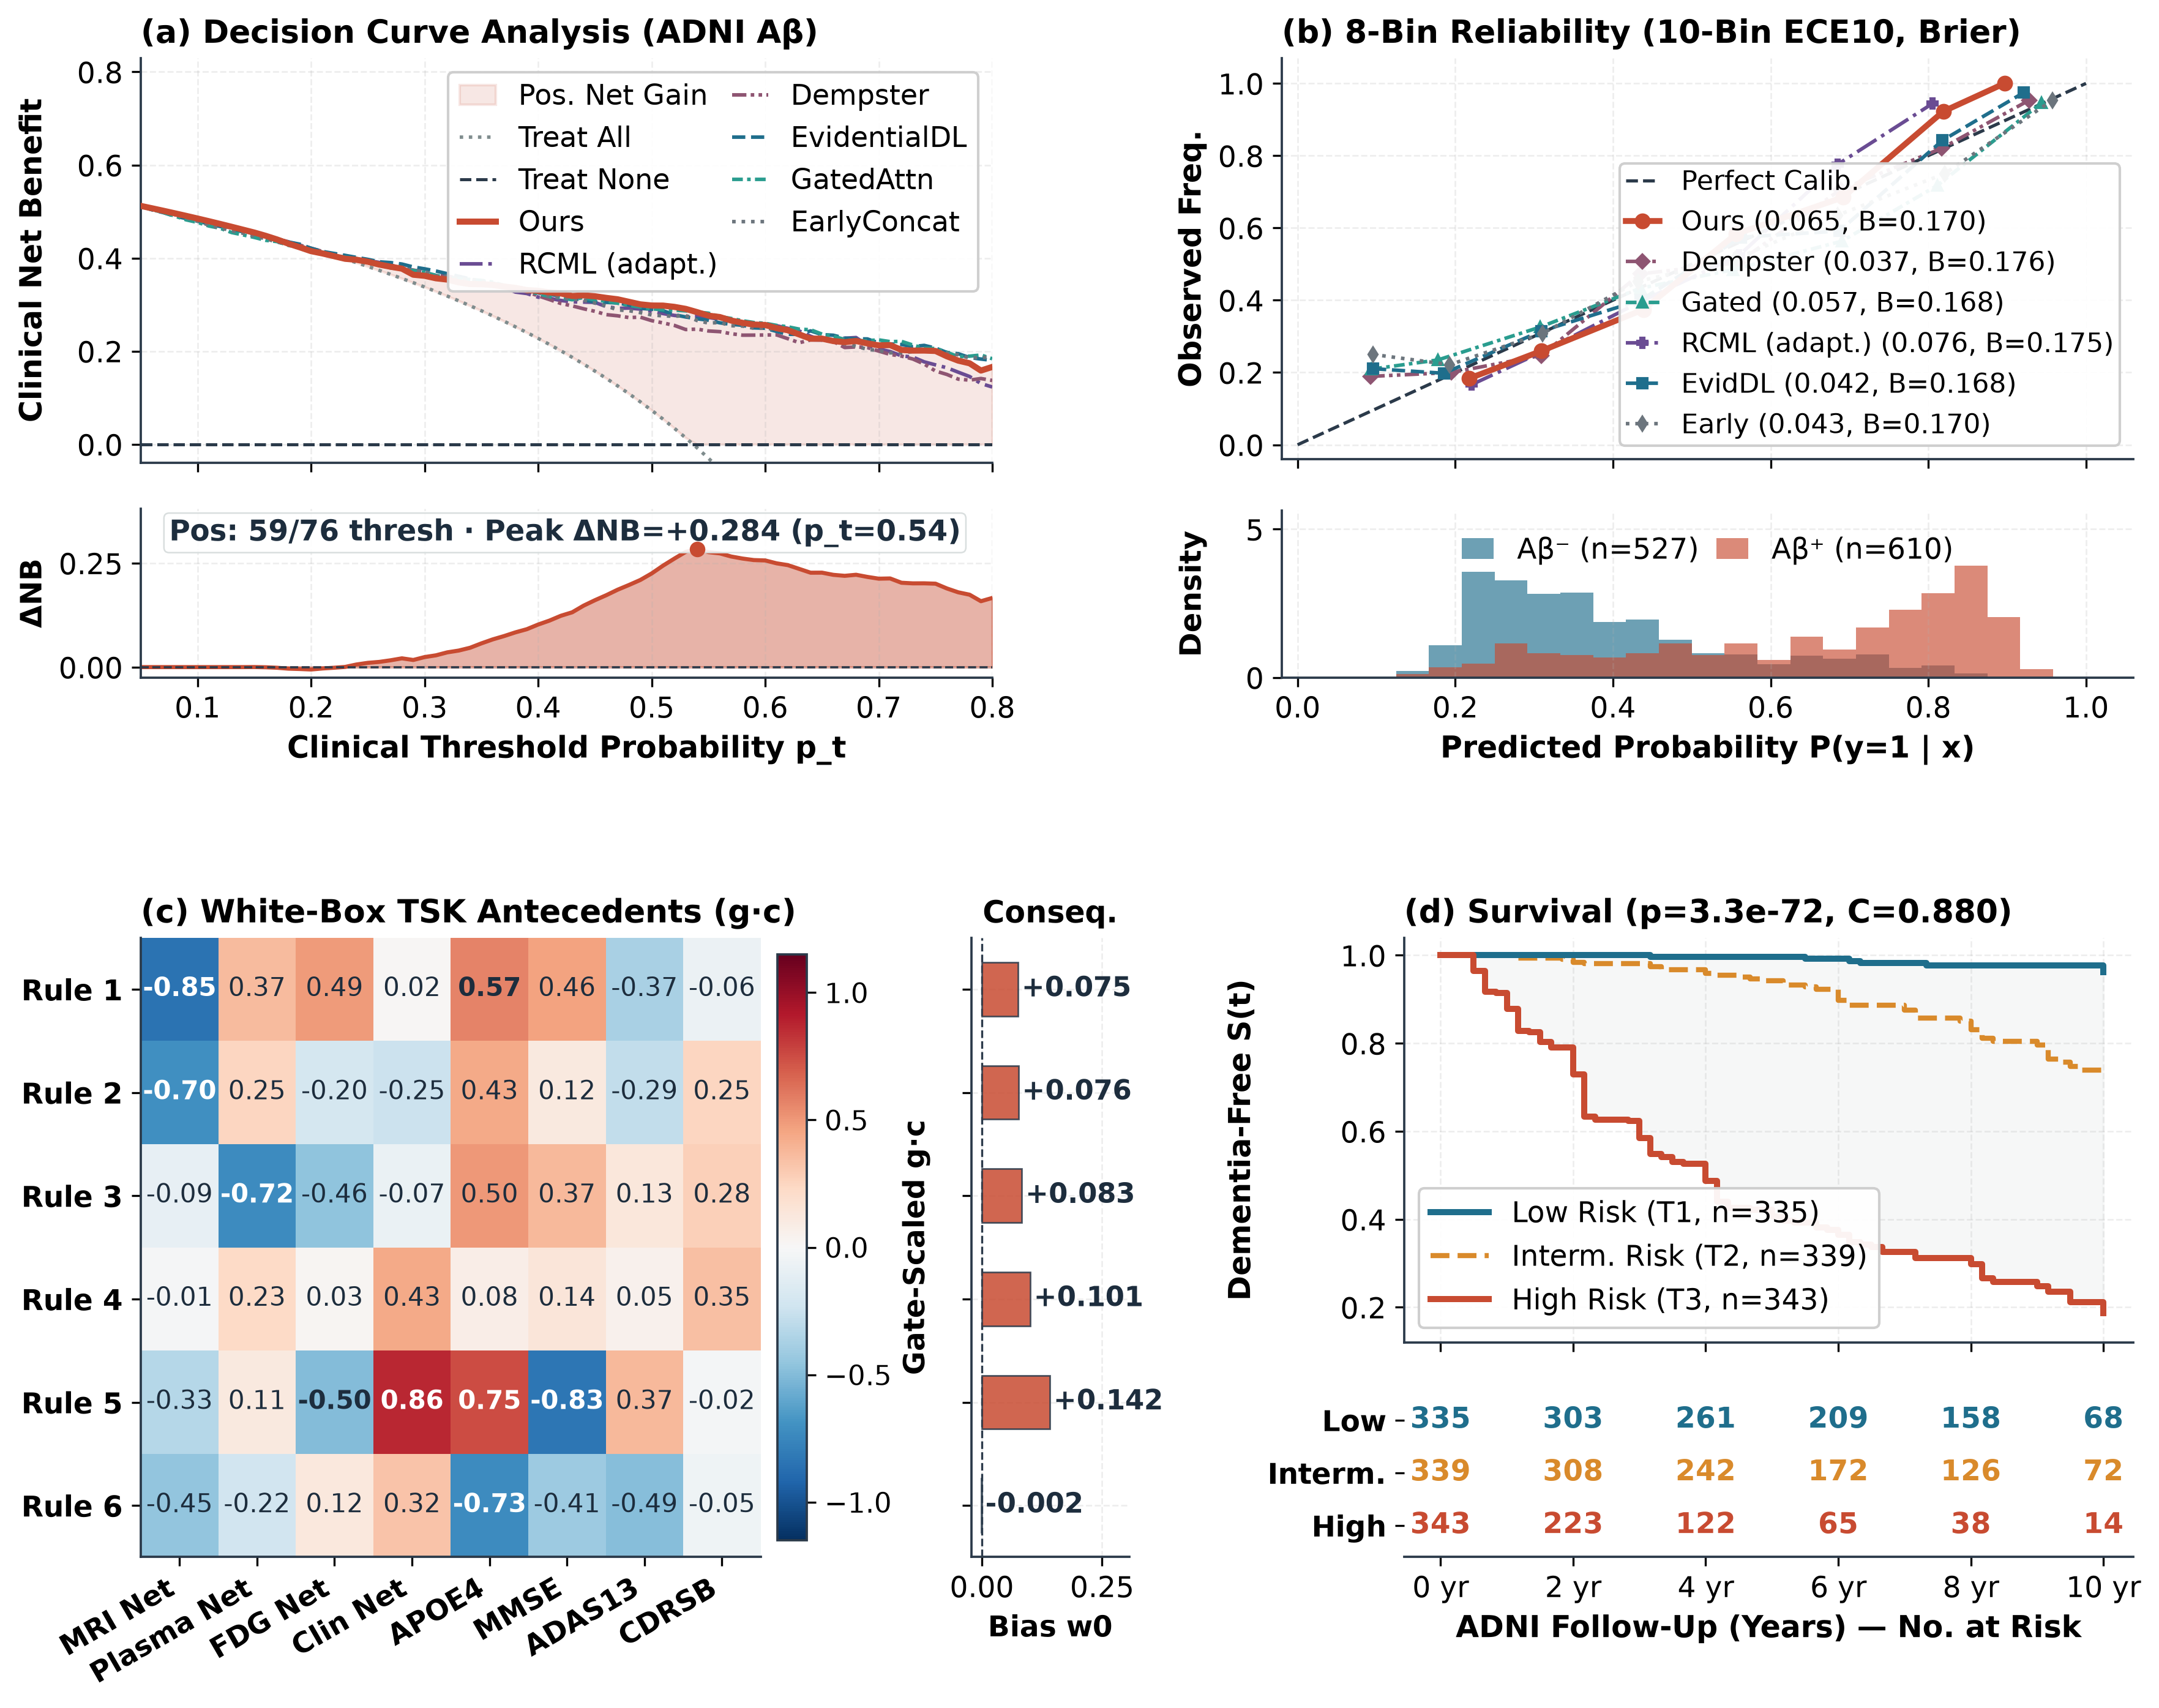 (a) Decision Curve Analysis (ADNI Aβ)
Clinical Net Benefit
0.8
0.6
0.4
0.2
0.0
Pos. Net Gain
Treat All
Treat None
Ours
RCML (adapt.)
Dempster
EvidentialDL
GatedAttn
EarlyConcat
ΔNB
0.25
0.00
Pos: 59/76 thresh · Peak ΔNB=+0.284 (p_t=0.54)
0.1 0.2 0.3 0.4 0.5 0.6 0.7 0.8
Clinical Threshold Probability p_t
(b) 8-Bin Reliability (10-Bin ECE10, Brier)
Observed Freq.
1.0
0.8
0.6
0.4
0.2
0.0
Perfect Calib.
Ours (0.065, B=0.170)
Dempster (0.037, B=0.176)
Gated (0.057, B=0.168)
RCML (adapt.) (0.076, B=0.175)
EvidDL (0.042, B=0.168)
Early (0.043, B=0.170)
Density
5
0
Aβ⁻ (n=527) Aβ⁺ (n=610)
0.0 0.2 0.4 0.6 0.8 1.0
Predicted Probability P(y=1 | x)
(c) White-Box TSK Antecedents (g·c)
Rule 1 -0.85 0.37 0.49 0.02 0.57 0.46 -0.37 -0.06
Rule 2 -0.70 0.25 -0.20 -0.25 0.43 0.12 -0.29 0.25
Rule 3 -0.09 -0.72 -0.46 -0.07 0.50 0.37 0.13 0.28
Rule 4 -0.01 0.23 0.03 0.43 0.08 0.14 0.05 0.35
Rule 5 -0.33 0.11 -0.50 0.86 0.75 -0.83 0.37 -0.02
Rule 6 -0.45 -0.22 0.12 0.32 -0.73 -0.41 -0.49 -0.05
MRI Net
Plasma Net
FDG Net
Clin Net
APOE4
MMSE
ADAS13
CDRSB
1.0
0.5
0.0
−0.5
−1.0
Gate-Scaled g·c
Conseq.
+0.075
+0.076
+0.083
+0.101
+0.142
-0.002
0.00 0.25
Bias w0
(d) Survival (p=3.3e-72, C=0.880)
Dementia-Free S(t)
1.0
0.8
0.6
0.4
0.2
Low Risk (T1, n=335)
Interm. Risk (T2, n=339)
High Risk (T3, n=343)
Low 335 303 261 209 158 68
Interm. 339 308 242 172 126 72
High 343 223 122 65 38 14
0 yr 2 yr 4 yr 6 yr 8 yr 10 yr
ADNI Follow-Up (Years) — No. at Risk